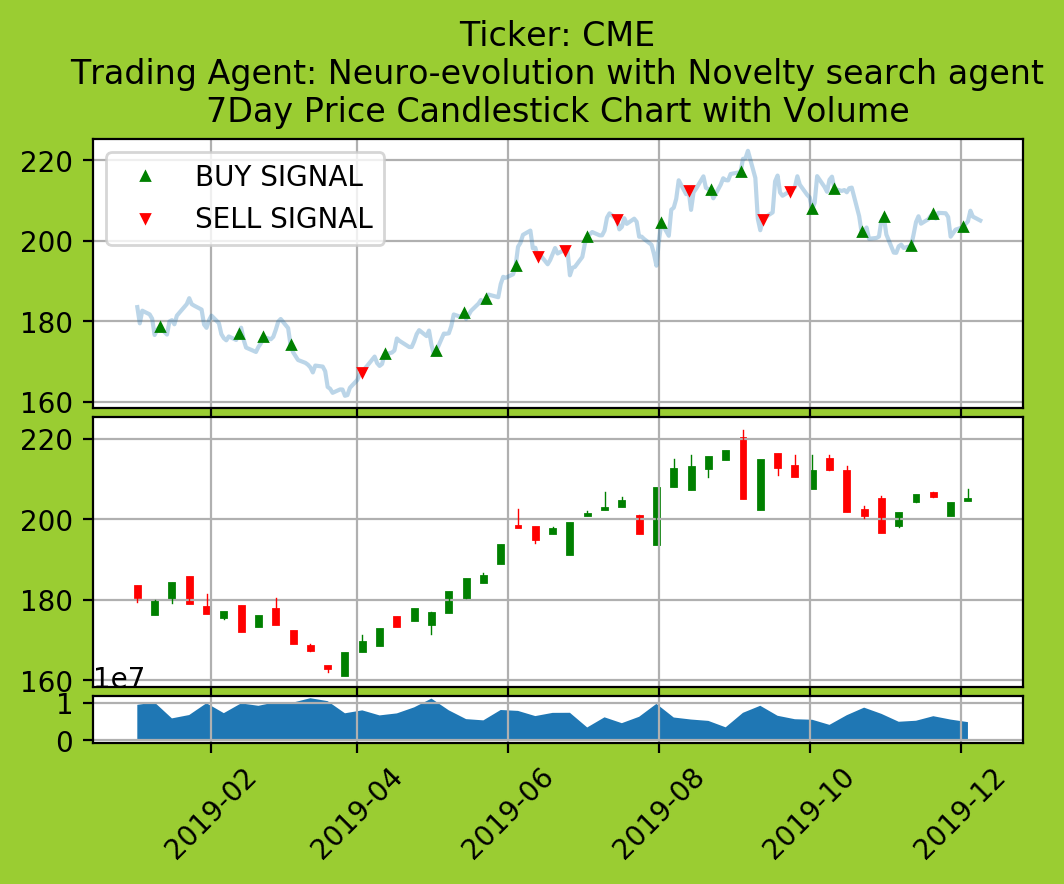 Ticker: CME
Trading Agent: Neuro-evolution with Novelty search agent
7Day Price Candlestick Chart with Volume
220
200
180
160
BUY SIGNAL
SELL SIGNAL
220
200
180
160
1e7
1
0
2019-02
2019-04
2019-06
2019-08
2019-10
2019-12